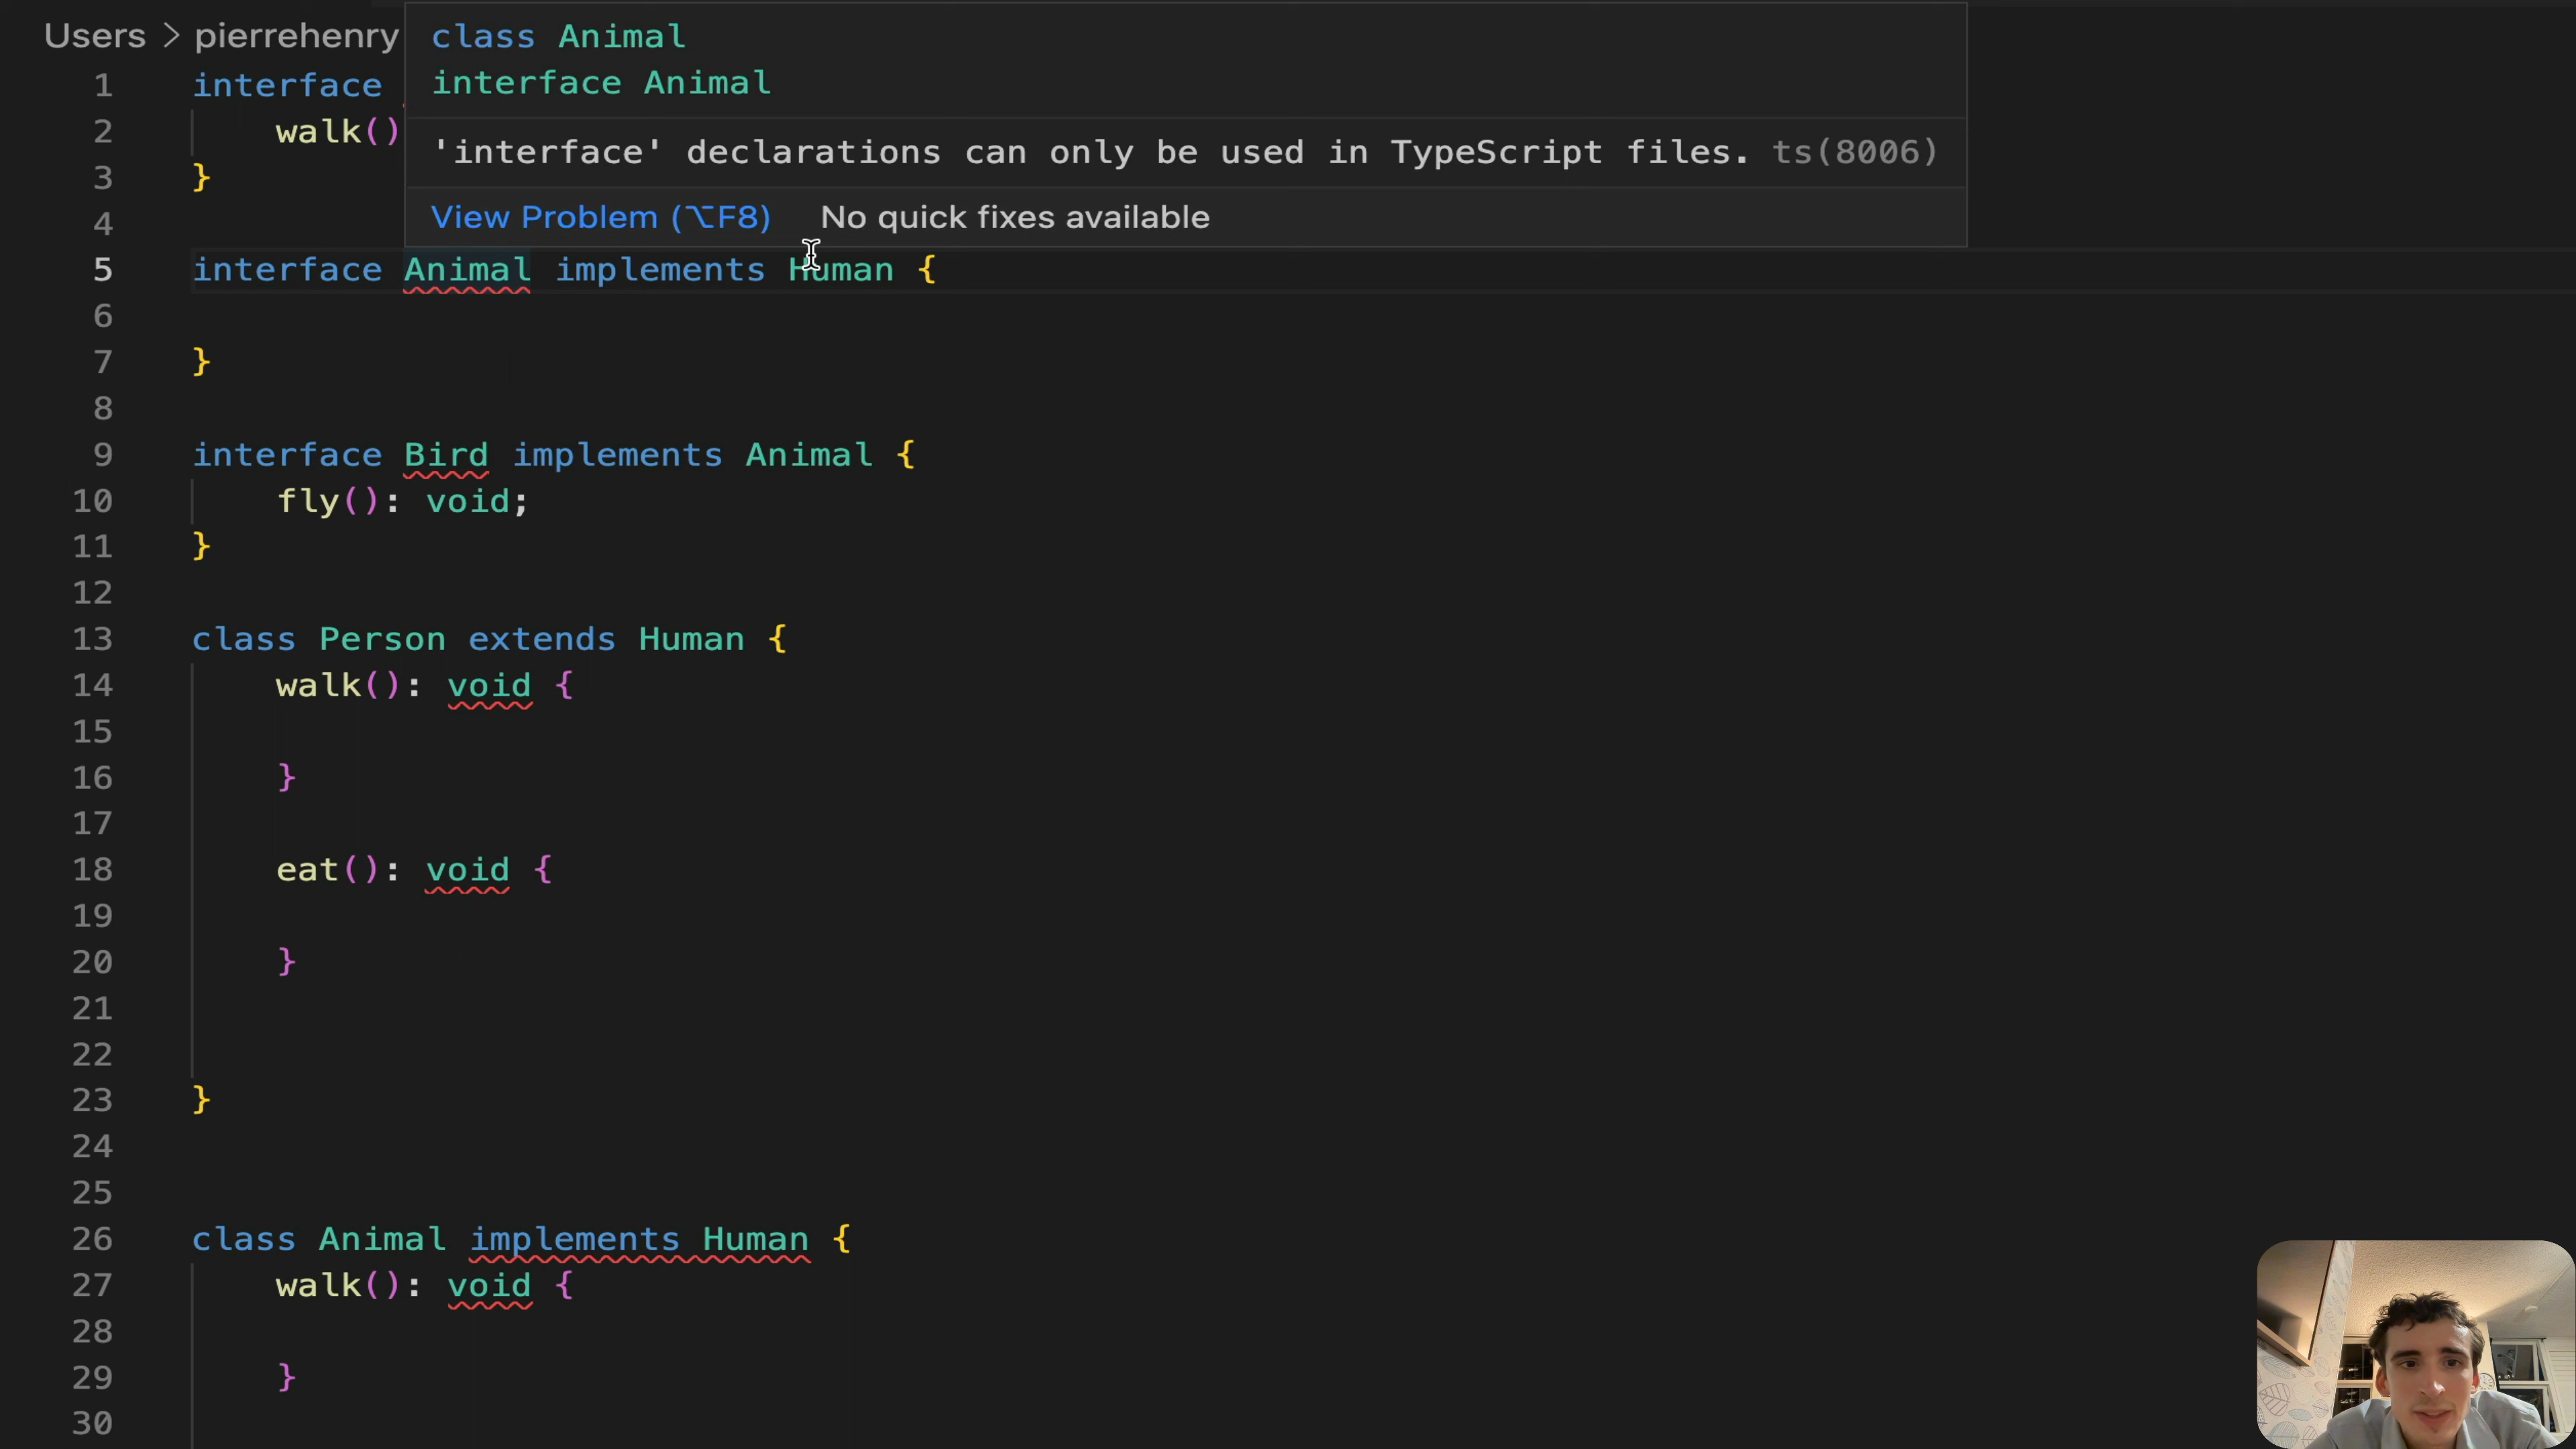 Users > pierrehenry
class Animal
interface Animal
'interface' declarations can only be used in TypeScript files. ts(8006)
View Problem (⌥F8) No quick fixes available
1 interface
2 walk()
3 }
4
5 interface Animal implements Human {
6
7 }
8
9 interface Bird implements Animal {
10 fly(): void;
11 }
12
13 class Person extends Human {
14 walk(): void {
15
16 }
17
18 eat(): void {
19
20 }
21
22
23 }
24
25
26 class Animal implements Human {
27 walk(): void {
28
29 }
30